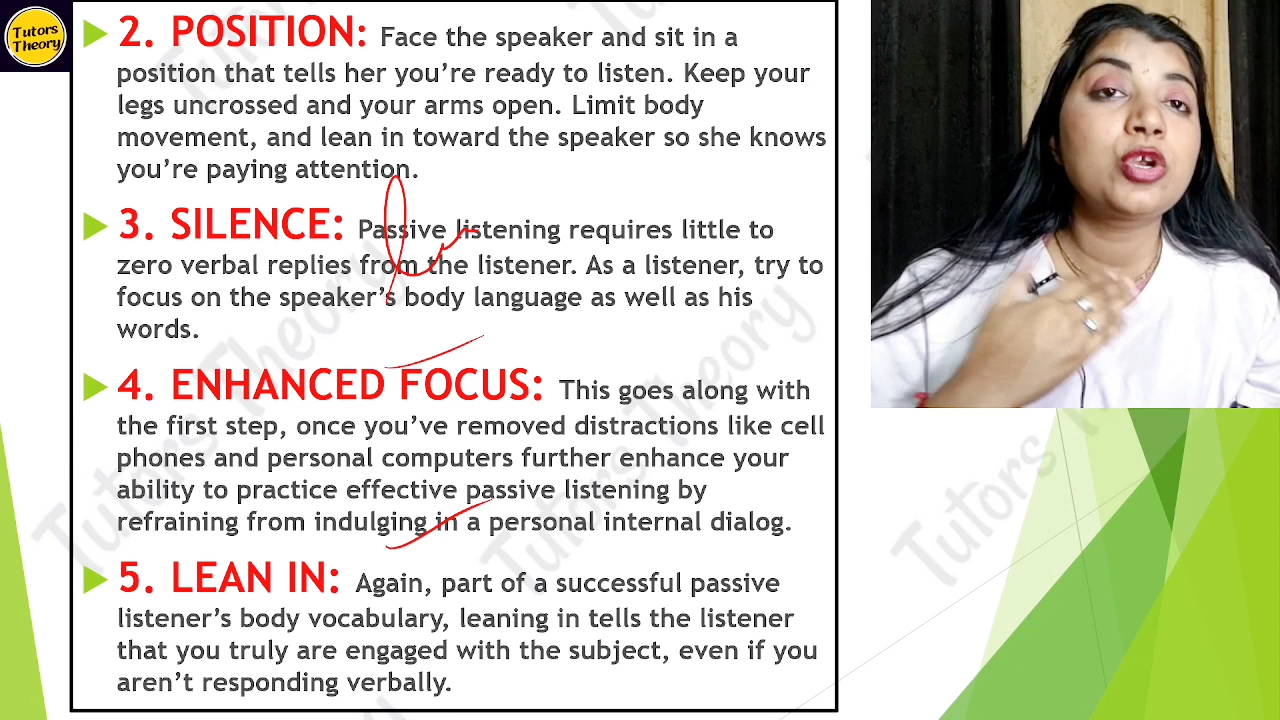 Tutors
Theory
2. POSITION: Face the speaker and sit in a
position that tells her you're ready to listen. Keep your
legs uncrossed and your arms open. Limit body
movement, and lean in toward the speaker so she knows
you're paying attention.
3. SILENCE: Passive listening requires little to
zero verbal replies from the listener. As a listener, try to
focus on the speaker's body language as well as his
words.
4. ENHANCED FOCUS: This goes along with
the first step, once you've removed distractions like cell
phones and personal computers further enhance your
ability to practice effective passive listening by
refraining from indulging in a personal internal dialog.
5. LEAN IN: Again, part of a successful passive
listener's body vocabulary, leaning in tells the listener
that you truly are engaged with the subject, even if you
aren't responding verbally.
Tutors Theory
Tutors Theory
Tutors Theory